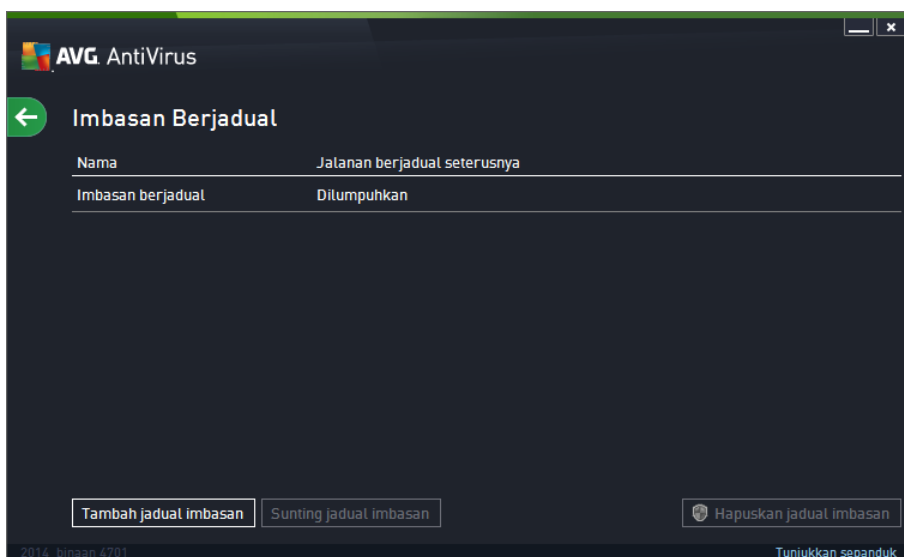 AVG AntiVirus
Imbasan Berjadual
Nama Jalanan berjadual seterusnya
Imbasan berjadual Dilumpuhkan
Tambah jadual imbasan Sunting jadual imbasan Hapuskan jadual imbasan
2014 binaan 4701 Tunjukkan sepanduk